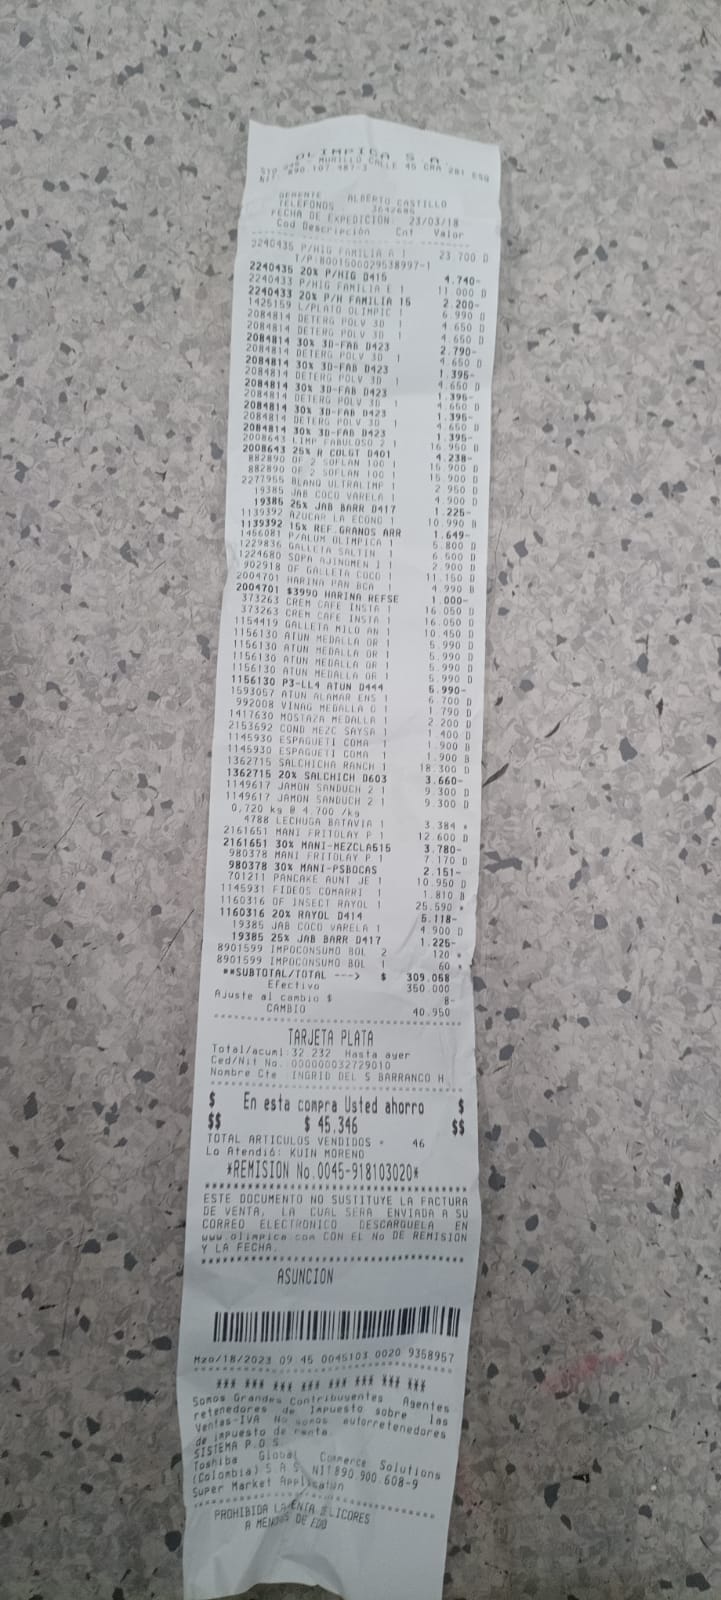 OLIMPICA S.A.
STO 045 MURILLO CALLE 45 CRA 281 ESQ
NIT. 890 107 487-3
GERENTE ALBERTO CASTILLO
TELEFONOS 3642686
FECHA DE EXPEDICION: 23/03/18
Cod Descripción Cnt Valor
2240435 P/HIG FAMILIA A 1 23.700 D
T/P:8001500029538997-1
2240435 20% P/HIG D415 4.740-
2240433 P/HIG FAMILIA E 1 11.000 D
2240433 20% P/H FAMILIA 15 2.200-
1425159 L/PLATO OLIMPIC 1 6.990 D
2084814 DETERG POLV 3D 1 4.650 D
2084814 DETERG POLV 3D 1 4.650 D
2084814 30% 3D-FAB D423 2.790-
2084814 DETERG POLV 3D 1 4.650 D
2084814 30% 3D-FAB D423 1.395-
2084814 DETERG POLV 3D 1 4.650 D
2084814 30% 3D-FAB D423 1.395-
2084814 DETERG POLV 3D 1 4.650 D
2084814 30% 3D-FAB D423 1.395-
2084814 DETERG POLV 3D 1 4.650 D
2084814 30% 3D-FAB D423 1.395-
2008643 LIMP FABULOSO 2 1 16.950 D
2008643 25% R COLGT D401 4.238-
882890 OF 2 SOFLAN 100 1 15.900 D
882890 OF 2 SOFLAN 100 1 15.900 D
2277955 BLANQ ULTRALIMP 1 2.950 D
19385 JAB COCO VARELA 1 4.900 D
19385 25% JAB BARR D417 1.225-
1139392 AZUCAR LA ECONO 1 10.990 B
1139392 15% REF.GRANOS ARR 1.649-
1456081 P/ALUM OLIMPICA 1 5.800 D
1229836 GALLETA SALTIN 1 6.500 D
1224680 SOPA AJINOMEN 1 1 2.900 D
1902918 OF GALLETA COCO 1 11.150 D
2004701 HARINA PAN BCA 1 4.990 B
2004701 $3990 HARINA REFSE 1.000-
373263 CREM CAFE INSTA 1 16.050 D
373263 CREM CAFE INSTA 1 16.050 D
1154419 GALLETA MILO AN 1 10.450 D
1156130 ATUN MEDALLA OR 1 5.990 D
1156130 ATUN MEDALLA OR 1 5.990 D
1156130 ATUN MEDALLA OR 1 5.990 D
1156130 ATUN MEDALLA OR 1 5.990 D
1156130 P3-LL4 ATUN D444 5.990-
1593057 ATUN ALAMAR ENS 1 6.700 D
992008 VINAG MEDALLA O 1 1.790 D
1417630 MOSTAZA MEDALLA 1 2.200 D
2153692 COND MEZC SAYSA 1 1.400 D
1145930 ESPAGUETI COMA 1 1.900 B
1145930 ESPAGUETI COMA 1 1.900 B
1362715 SALCHICHA RANCH 1 18.300 D
1362715 20% SALCHICH D603 3.660-
1149617 JAMON SANDUCH 2 1 9.300 D
1149617 JAMON SANDUCH 2 1 9.300 D
0,720 kg @ 4.700 /kg
4788 LECHUGA BATAVIA 1 3.384 *
2161651 MANI FRITOLAY P 1 12.600 D
2161651 30% MANI-MEZCLA515 3.780-
980378 MANI FRITOLAY P 1 7.170 D
980378 30% MANI-PSBOCAS 2.151-
701211 PANCAKE AUNT JE 1 10.950 D
1145931 FIDEOS COMARRI 1 1.810 B
1160316 OF INSECT RAYOL 1 25.590 *
1160316 20% RAYOL D414 5.118-
19385 JAB COCO VARELA 1 4.900 D
19385 25% JAB BARR D417 1.225-
8901599 IMPOCONSUMO BOL 2 120 *
8901599 IMPOCONSUMO BOL 1 60 *
**SUBTOTAL/TOTAL ---> $ 309.058
Efectivo 350.000
Ajuste al cambio $ 8-
CAMBIO 40.950
TARJETA PLATA
Total/acuml:32 232 Hasta ayer
Ced/Nit No. 000000032729010
Nombre Cte. INGRID DEL S BARRANCO H
$ En esta compra Usted ahorro $
$$ $ 45.346 $$
TOTAL ARTICULOS VENDIDOS = 46
Lo Atendió: KUIN MORENO
*REMISION No.0045-918103020*
ESTE DOCUMENTO NO SUSTITUYE LA FACTURA
DE VENTA, LA CUAL SERA ENVIADA A SU
CORREO ELECTRONICO DESCARGUELA EN
www.olimpica.com CON EL No DE REMISION
Y LA FECHA.
ASUNCION
Mzo/18/2023 09 45 0045103 0020 9358957
*** *** *** *** *** *** *** ***
Somos Grandes Contribuyentes Agentes
retenedores de Impuesto sobre las
Ventas-IVA No somos autorretenedores
de impuesto de renta.
SISTEMA P.O.S.
Toshiba Global Commerce Solutions
(Colombia) S.A.S. NIT890.900.608-9
Super Market Application
PROHIBIDA LA VENTA LICORES
A MENORES DE EDAD